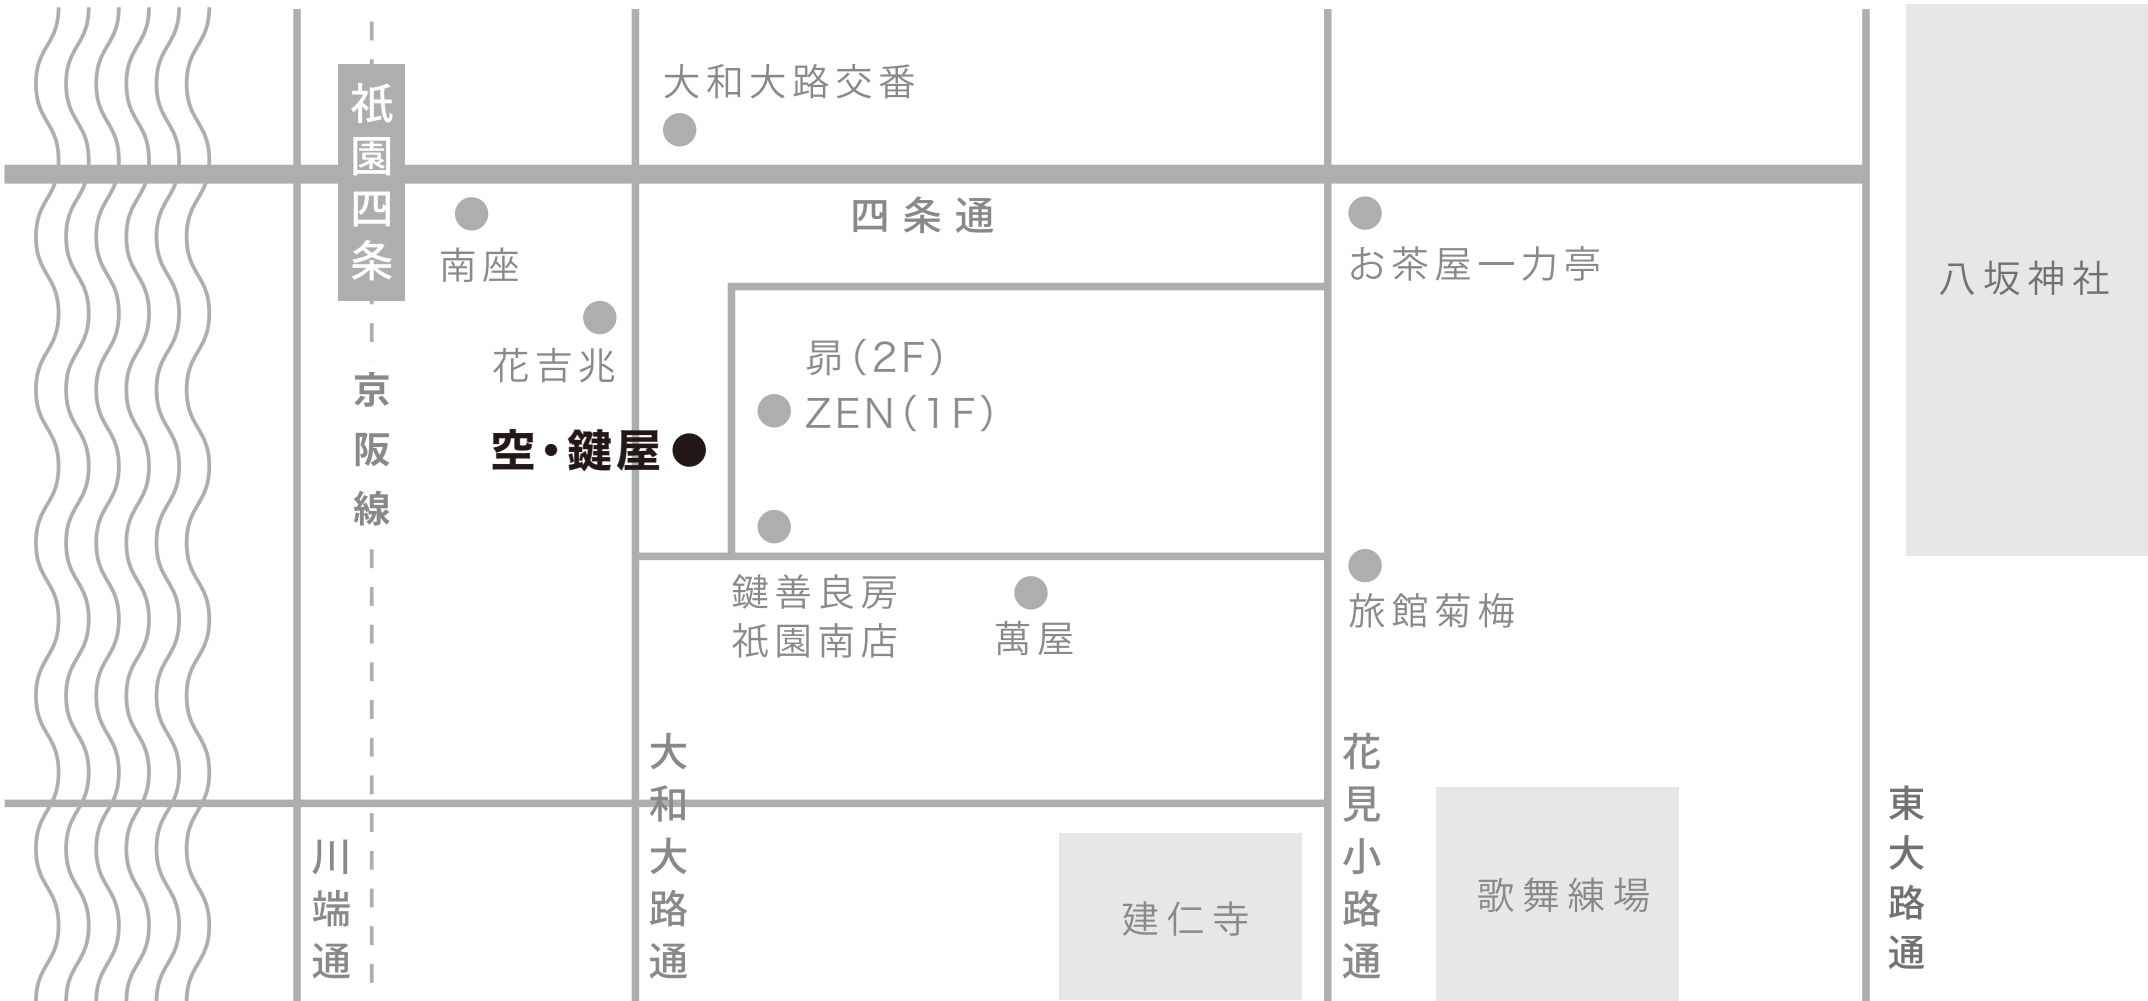 大和大路交番
祇園四条
四条通
南座
お茶屋一力亭
八坂神社
花吉兆
昴(2F)
ZEN(1F)
京阪線
空・鍵屋
鍵善良房
祇園南店
萬屋
旅館菊梅
川端通
大和大路通
花見小路通
東大路通
建仁寺
歌舞練場